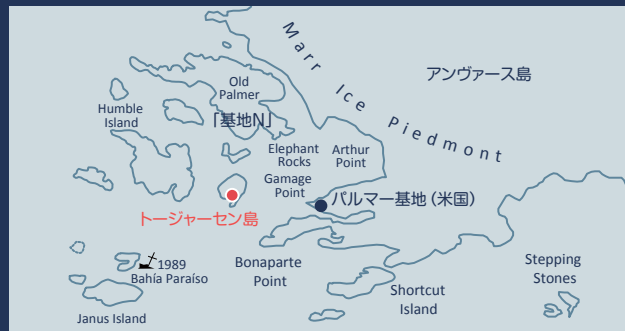 Marr Ice Piedmont
アンヴァース島
Old
Palmer
Humble
Island
「基地N」
Elephant
Rocks
Arthur
Point
Gamage
Point
パルマー基地（米国）
トージャーセン島
1989
Bahía Paraíso
Bonaparte
Point
Stepping
Stones
Shortcut
Island
Janus Island